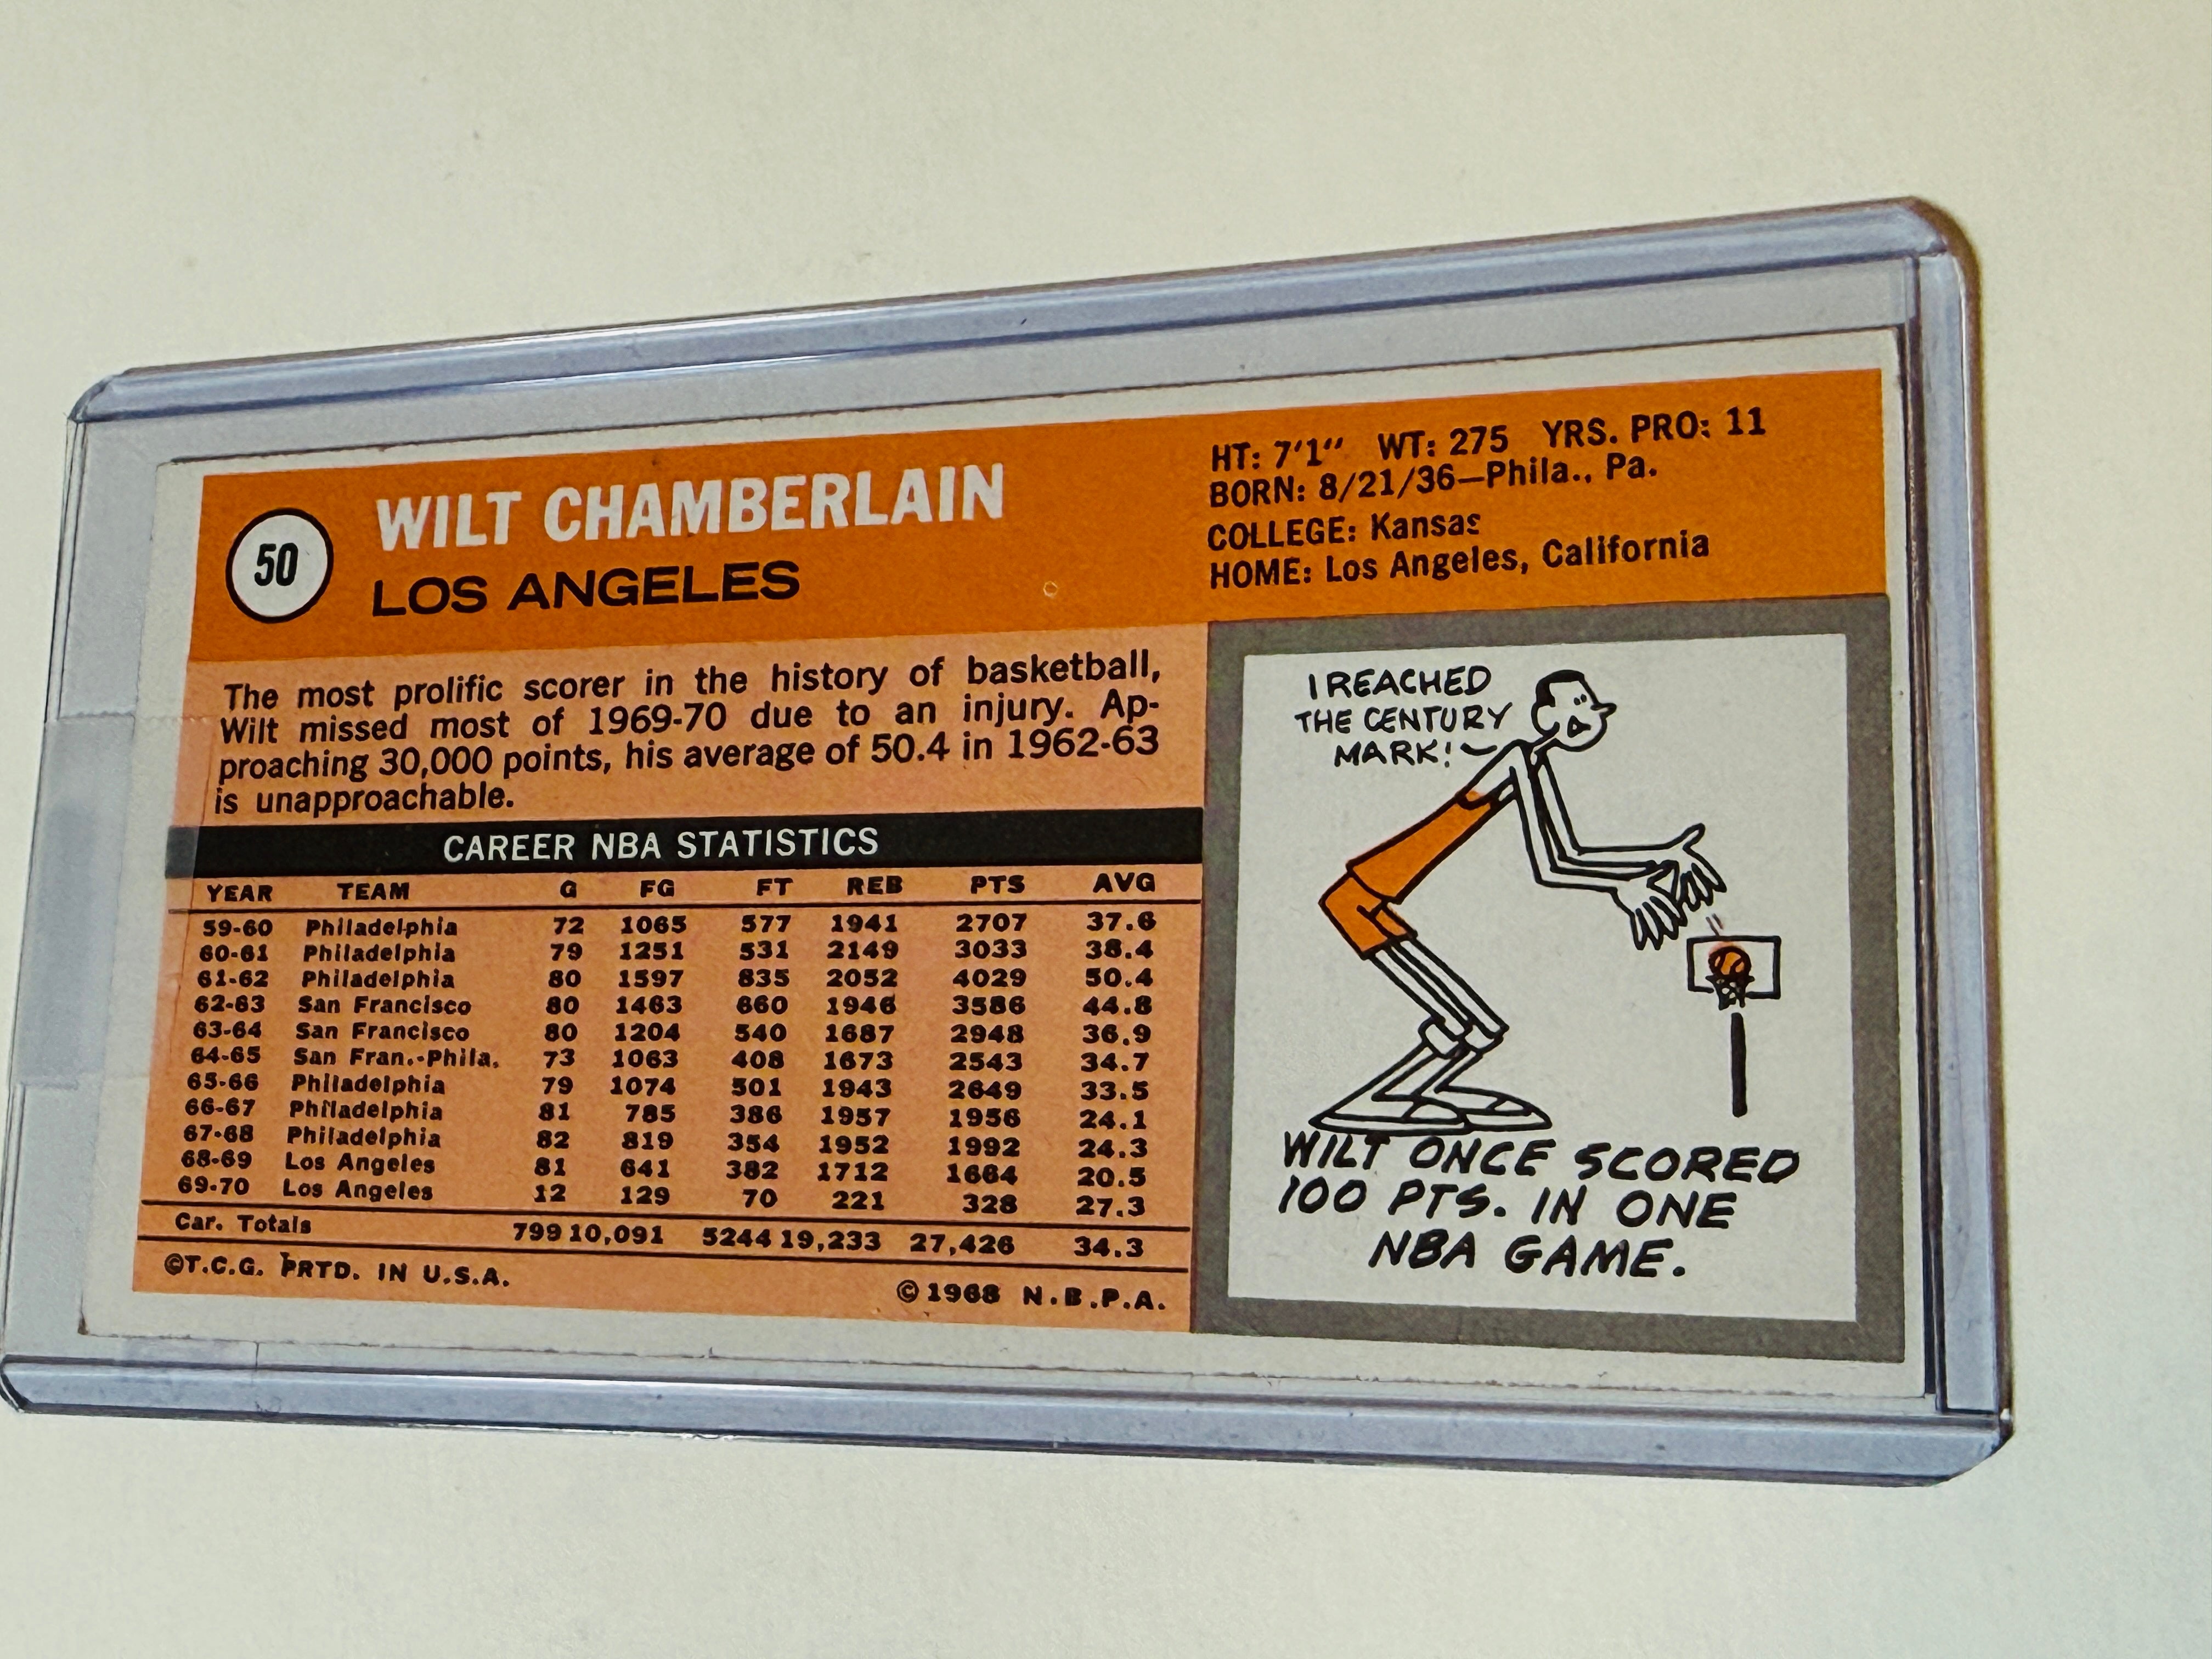 50
WILT CHAMBERLAIN
LOS ANGELES
HT: 7'1" WT: 275 YRS. PRO: 11
BORN: 8/21/36—Phila., Pa.
COLLEGE: Kansas
HOME: Los Angeles, California
The most prolific scorer in the history of basketball,
Wilt missed most of 1969-70 due to an injury. Ap-
proaching 30,000 points, his average of 50.4 in 1962-63
is unapproachable.
CAREER NBA STATISTICS
YEAR TEAM G FG FT REB PTS AVG
59-60 Philadelphia 72 1065 577 1941 2707 37.6
60-61 Philadelphia 79 1251 531 2149 3033 38.4
61-62 Philadelphia 80 1597 835 2052 4029 50.4
62-63 San Francisco 80 1463 660 1946 3586 44.8
63-64 San Francisco 80 1204 540 1687 2948 36.9
64-65 San Fran.-Phila. 73 1063 408 1673 2543 34.7
65-66 Philadelphia 79 1074 501 1943 2649 33.5
66-67 Philadelphia 81 785 386 1957 1956 24.1
67-68 Philadelphia 82 819 354 1952 1992 24.3
68-69 Los Angeles 81 641 382 1712 1664 20.5
69-70 Los Angeles 12 129 70 221 328 27.3
Car. Totals 799 10,091 5244 19,233 27,426 34.3
©T.C.G. PRTD. IN U.S.A.
© 1968 N.B.P.A.
I REACHED
THE CENTURY
MARK!
WILT ONCE SCORED
100 PTS. IN ONE
NBA GAME.